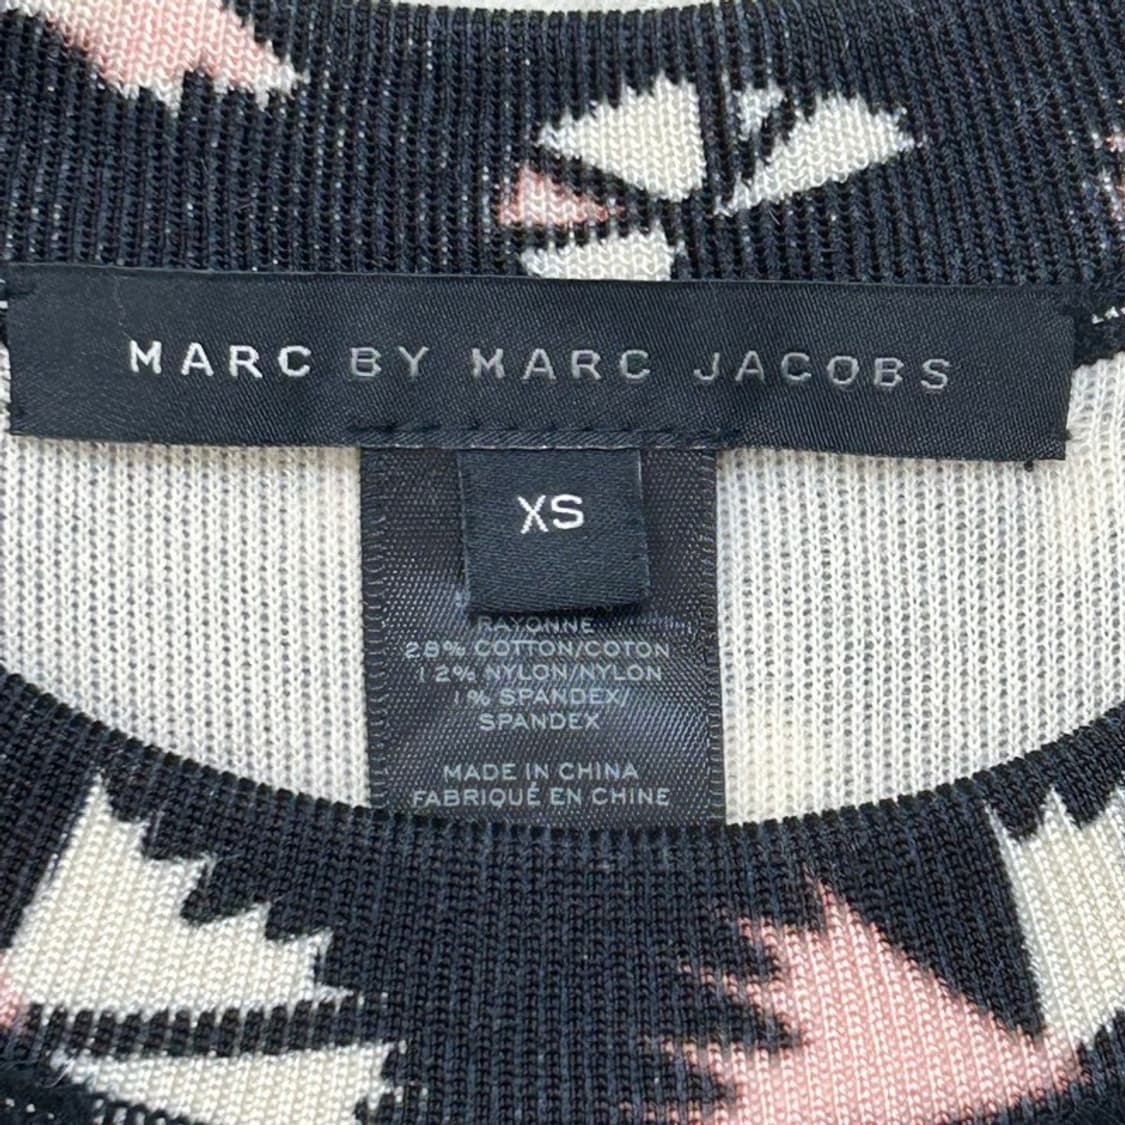 MARC BY MARC JACOBS
XS
RAYONNE
28% COTTON/COTON
12% NYLON/NYLON
1% SPANDEX/
SPANDEX
MADE IN CHINA
FABRIQUÉ EN CHINE